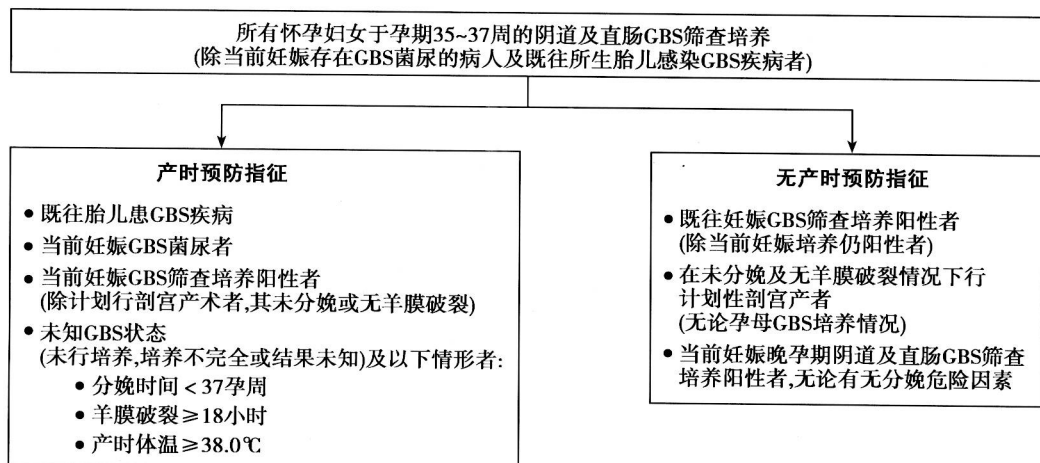 所有怀孕妇女于孕期35~37周的阴道及直肠GBS筛查培养
(除当前妊娠存在GBS菌尿的病人及既往所生胎儿感染GBS疾病者)
产时预防指征
• 既往胎儿患GBS疾病
• 当前妊娠GBS菌尿者
• 当前妊娠GBS筛查培养阳性者
(除计划行剖宫产术者,其未分娩或无羊膜破裂)
• 未知GBS状态
(未行培养,培养不完全或结果未知)及以下情形者:
• 分娩时间<37孕周
• 羊膜破裂≥18小时
• 产时体温≥38.0℃
无产时预防指征
• 既往妊娠GBS筛查培养阳性者
(除当前妊娠培养仍阳性者)
• 在未分娩及无羊膜破裂情况下行
计划性剖宫产者
(无论孕母GBS培养情况)
• 当前妊娠晚孕期阴道及直肠GBS筛查
培养阳性者,无论有无分娩危险因素